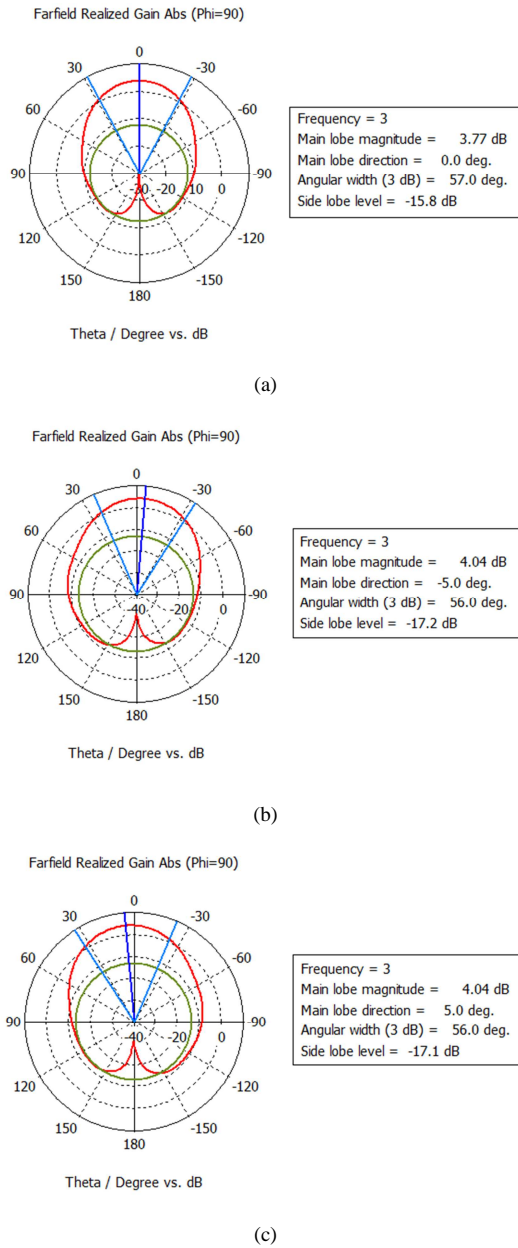 Farfield Realized Gain Abs (Phi=90)
0
30 -30
60 -60
90 -30 -20 -10 0 -90
120 -120
150 -150
180
Theta / Degree vs. dB
Frequency = 3
Main lobe magnitude = 3.77 dB
Main lobe direction = 0.0 deg.
Angular width (3 dB) = 57.0 deg.
Side lobe level = -15.8 dB
(a)
Farfield Realized Gain Abs (Phi=90)
0
30 -30
60 -60
90 -40 -20 0 -90
120 -120
150 -150
180
Theta / Degree vs. dB
Frequency = 3
Main lobe magnitude = 4.04 dB
Main lobe direction = -5.0 deg.
Angular width (3 dB) = 56.0 deg.
Side lobe level = -17.2 dB
(b)
Farfield Realized Gain Abs (Phi=90)
0
30 -30
60 -60
90 -40 -20 0 -90
120 -120
150 -150
180
Theta / Degree vs. dB
Frequency = 3
Main lobe magnitude = 4.04 dB
Main lobe direction = 5.0 deg.
Angular width (3 dB) = 56.0 deg.
Side lobe level = -17.1 dB
(c)